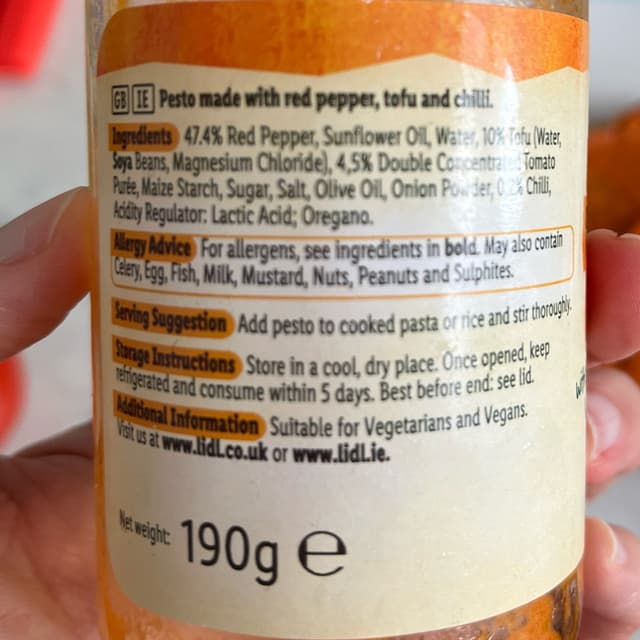 GB IE Pesto made with red pepper, tofu and chilli.
Ingredients 47.4% Red Pepper, Sunflower Oil, Water, 10% Tofu (Water,
Soya Beans, Magnesium Chloride), 4,5% Double Concentrated Tomato
Purée, Maize Starch, Sugar, Salt, Olive Oil, Onion Powder, 0.2% Chilli,
Acidity Regulator: Lactic Acid; Oregano.
Allergy Advice For allergens, see ingredients in bold. May also contain
Celery, Egg, Fish, Milk, Mustard, Nuts, Peanuts and Sulphites.
Serving Suggestion Add pesto to cooked pasta or rice and stir thoroughly.
Storage Instructions Store in a cool, dry place. Once opened, keep
refrigerated and consume within 5 days. Best before end: see lid.
Additional Information Suitable for Vegetarians and Vegans.
Visit us at www.lidl.co.uk or www.lidl.ie.
Net weight: 190g ℮